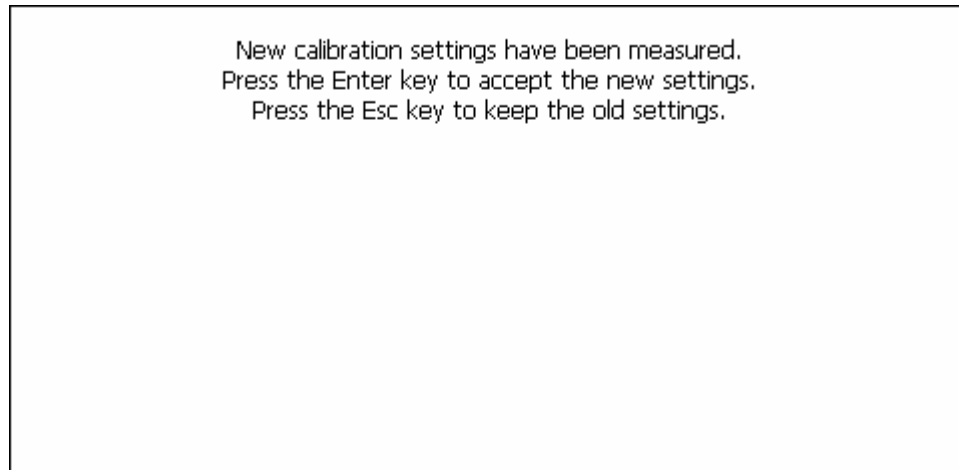 New calibration settings have been measured.
Press the Enter key to accept the new settings.
Press the Esc key to keep the old settings.